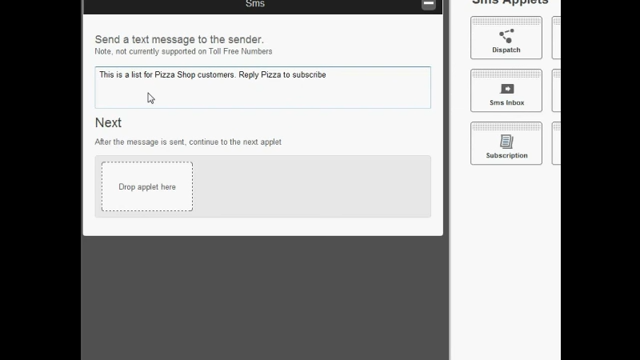 Sms
Sms Applets
Send a text message to the sender.
Note, not currently supported on Toll Free Numbers
This is a list for Pizza Shop customers. Reply Pizza to subscribe
Next
After the message is sent, continue to the next applet
Drop applet here
Dispatch
Sms Inbox
Subscription